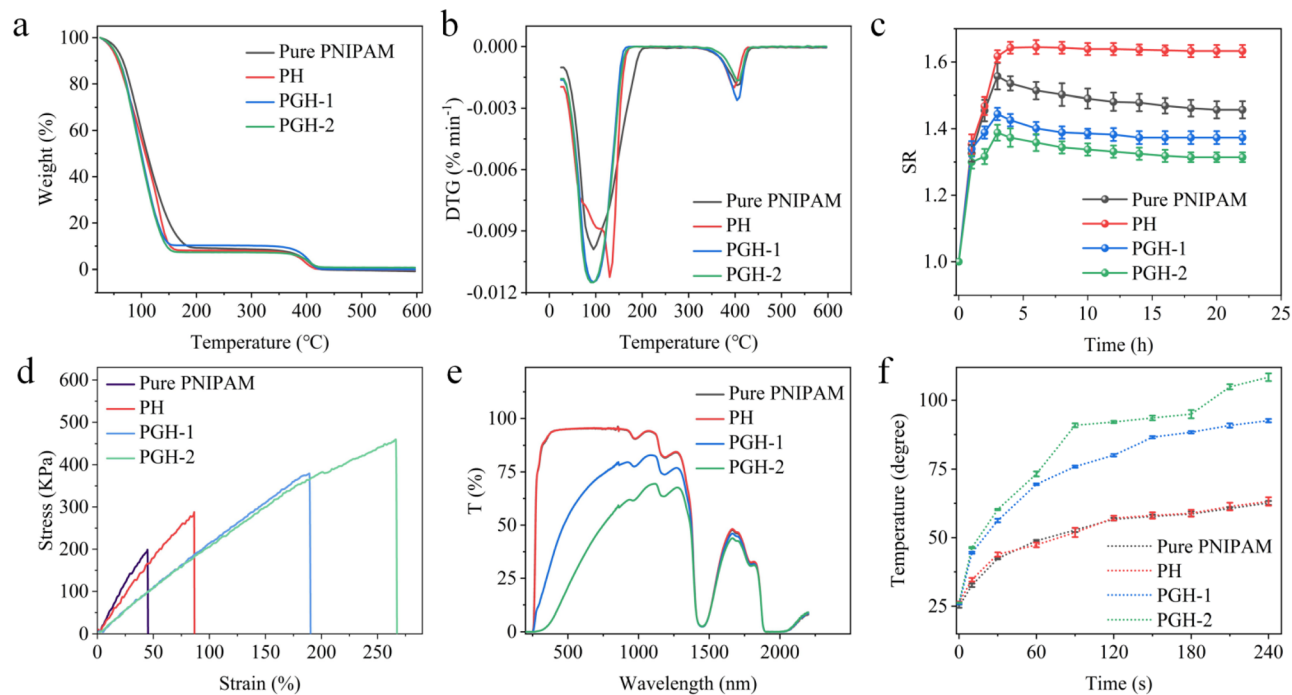 a
Weight (%)
100
80
60
40
20
0
Pure PNIPAM
PH
PGH-1
PGH-2
0 100 200 300 400 500 600
Temperature (℃)
b
DTG (% min⁻¹)
0.000
-0.003
-0.006
-0.009
-0.012
Pure PNIPAM
PH
PGH-1
PGH-2
0 100 200 300 400 500 600
Temperature (℃)
c
SR
1.6
1.4
1.2
1.0
Pure PNIPAM
PH
PGH-1
PGH-2
0 5 10 15 20 25
Time (h)
d
Stress (KPa)
600
500
400
300
200
100
0
Pure PNIPAM
PH
PGH-1
PGH-2
0 50 100 150 200 250
Strain (%)
e
T (%)
100
75
50
25
0
Pure PNIPAM
PH
PGH-1
PGH-2
500 1000 1500 2000
Wavelength (nm)
f
Temperature (degree)
100
75
50
25
Pure PNIPAM
PH
PGH-1
PGH-2
0 60 120 180 240
Time (s)